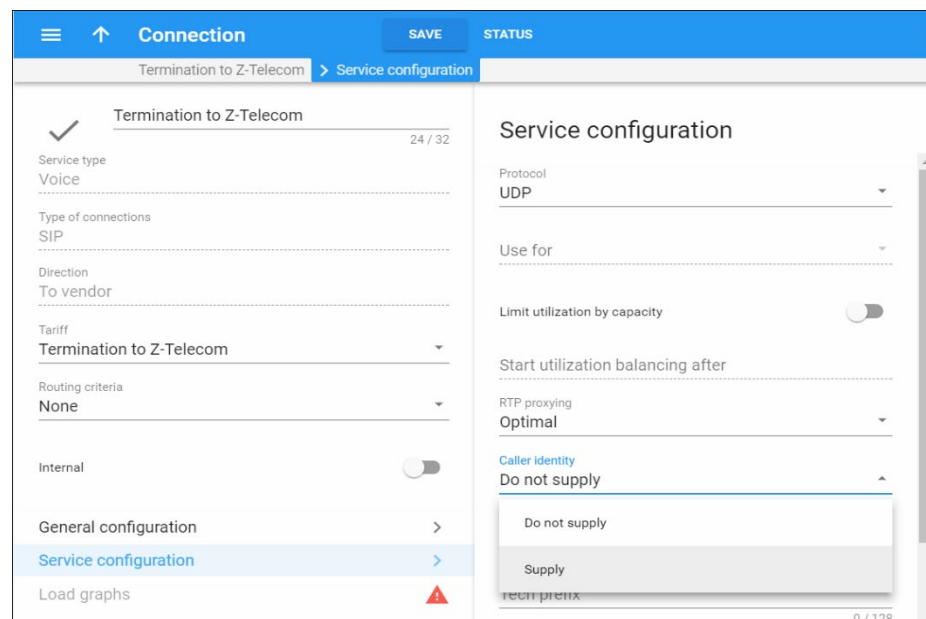 Connection
SAVE
STATUS
Termination to Z-Telecom
Service configuration
Termination to Z-Telecom
24 / 32
Service type
Voice
Type of connections
SIP
Direction
To vendor
Tariff
Termination to Z-Telecom
Routing criteria
None
Internal
General configuration
Service configuration
Load graphs
Service configuration
Protocol
UDP
Use for
Limit utilization by capacity
Start utilization balancing after
RTP proxying
Optimal
Caller identity
Do not supply
Do not supply
Supply
Tech prefix
0 / 128